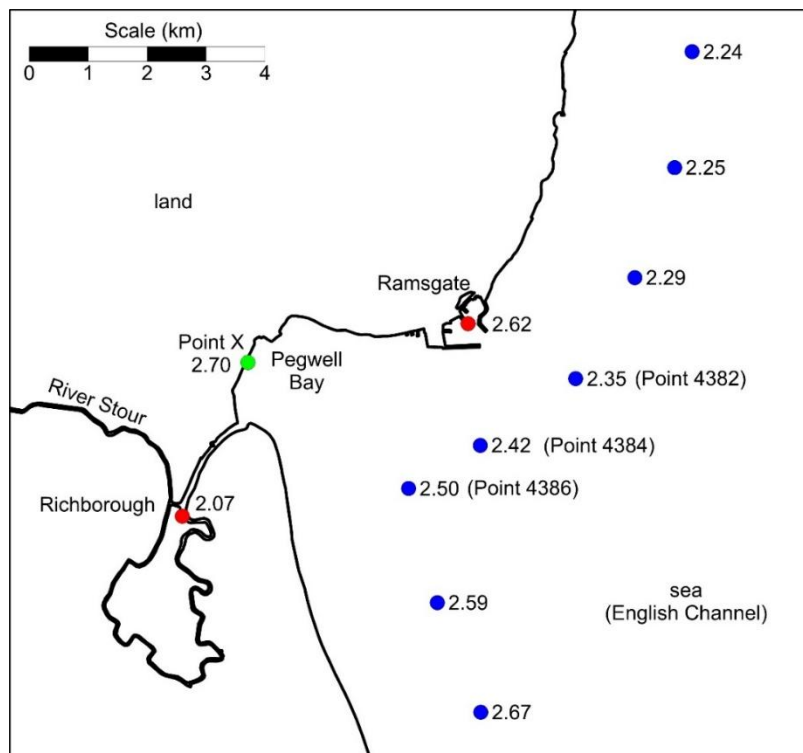 Scale (km)
0 1 2 3 4
2.24
2.25
land
2.29
Ramsgate
2.62
Point X
2.70
Pegwell
Bay
2.35 (Point 4382)
River Stour
2.42 (Point 4384)
2.50 (Point 4386)
Richborough
2.07
2.59
sea
(English Channel)
2.67